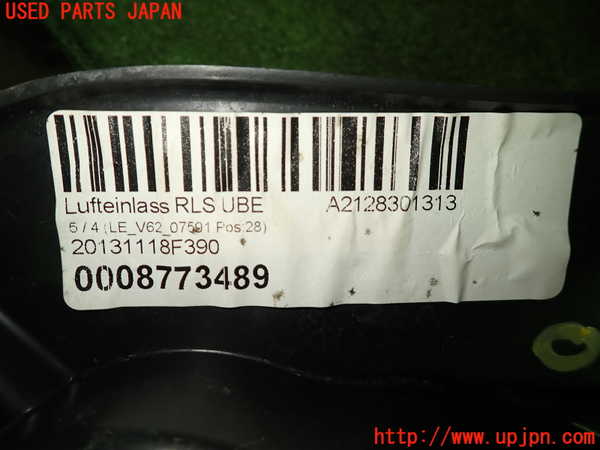 USED PARTS JAPAN
Lufteinlass RLS UBE A2128301313
5 / 4 (LE_V62_07591 Pos:28)
20131118F390
0008773489
http://www.upjpn.com/